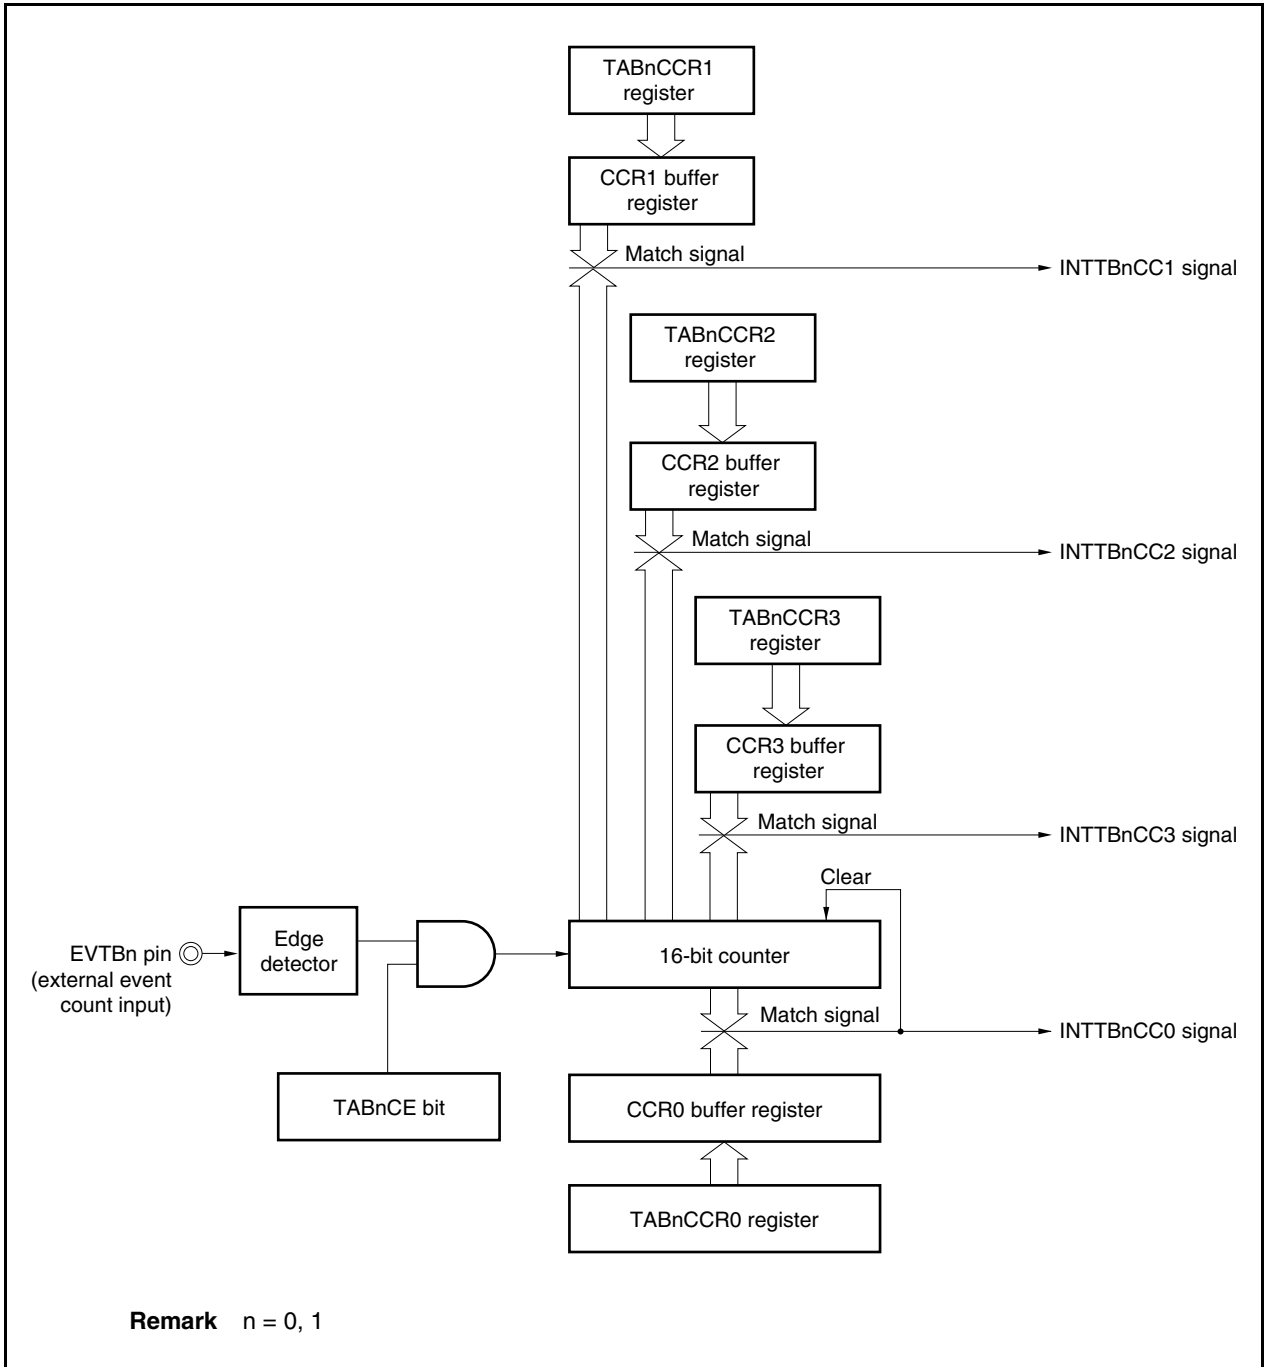 TABnCCR1
register
CCR1 buffer
register
Match signal
INTTBnCC1 signal
TABnCCR2
register
CCR2 buffer
register
Match signal
INTTBnCC2 signal
TABnCCR3
register
CCR3 buffer
register
Match signal
INTTBnCC3 signal
Clear
EVTBn pin
(external event
count input)
Edge
detector
16-bit counter
Match signal
INTTBnCC0 signal
TABnCE bit
CCR0 buffer register
TABnCCR0 register
Remark n = 0, 1